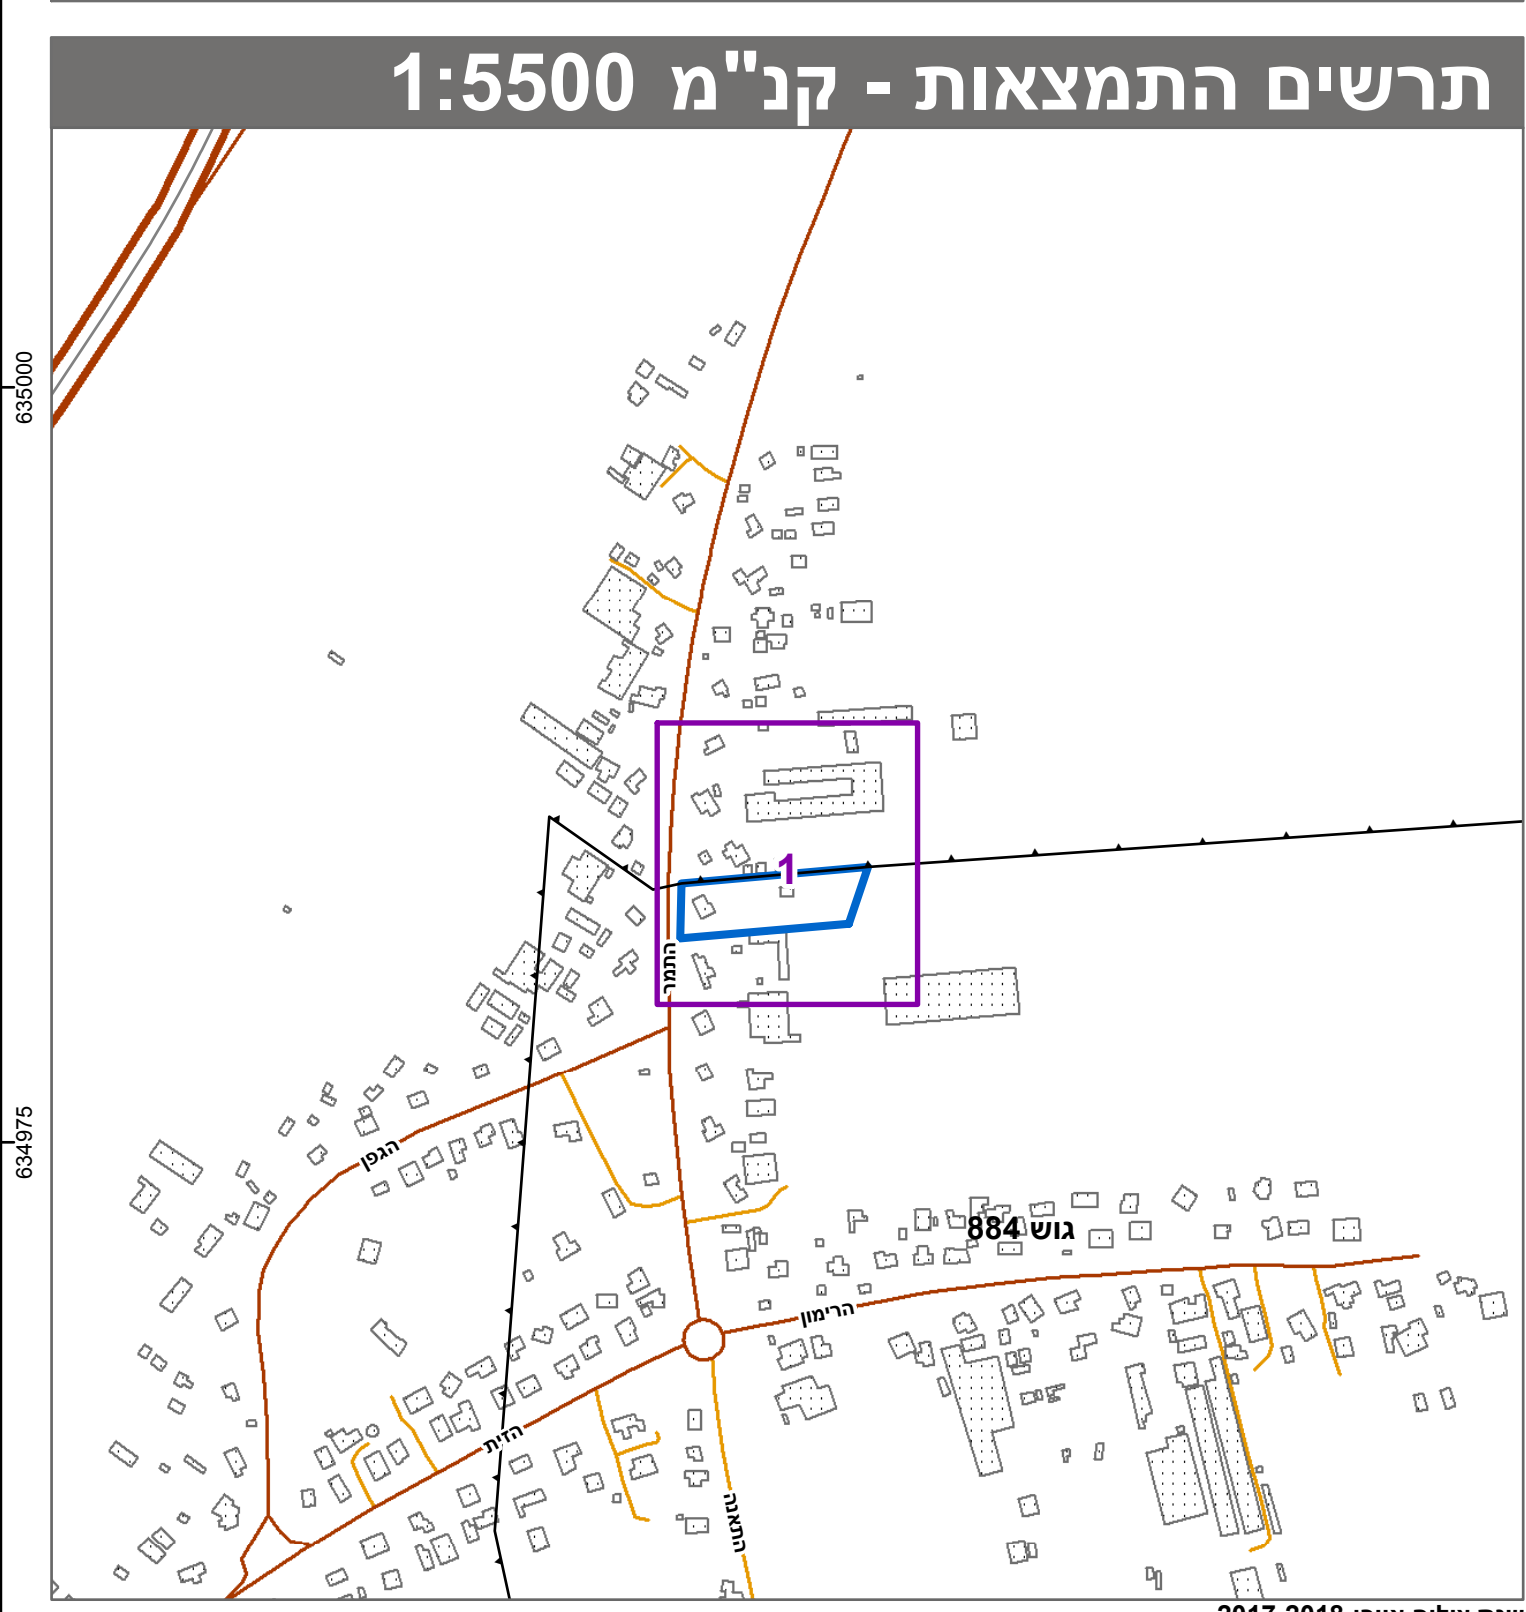 תרשים התמצאות - קנ"מ 1:5500
635000
1
התמר
634975
הגפן
גוש 884
הרימון
הזית
התאנה
2017-2018